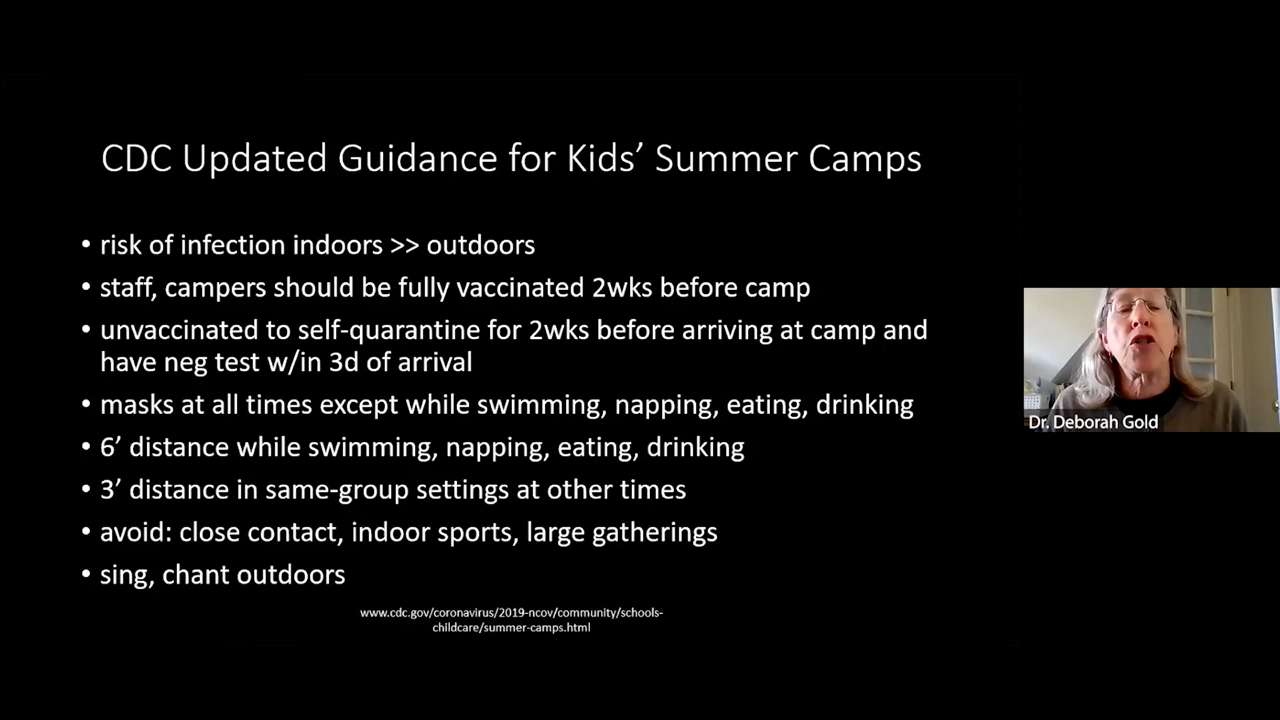 CDC Updated Guidance for Kids’ Summer Camps
• risk of infection indoors >> outdoors
• staff, campers should be fully vaccinated 2wks before camp
• unvaccinated to self-quarantine for 2wks before arriving at camp and
have neg test w/in 3d of arrival
• masks at all times except while swimming, napping, eating, drinking
• 6’ distance while swimming, napping, eating, drinking
• 3’ distance in same-group settings at other times
• avoid: close contact, indoor sports, large gatherings
• sing, chant outdoors
www.cdc.gov/coronavirus/2019-ncov/community/schools-
childcare/summer-camps.html
Dr. Deborah Gold